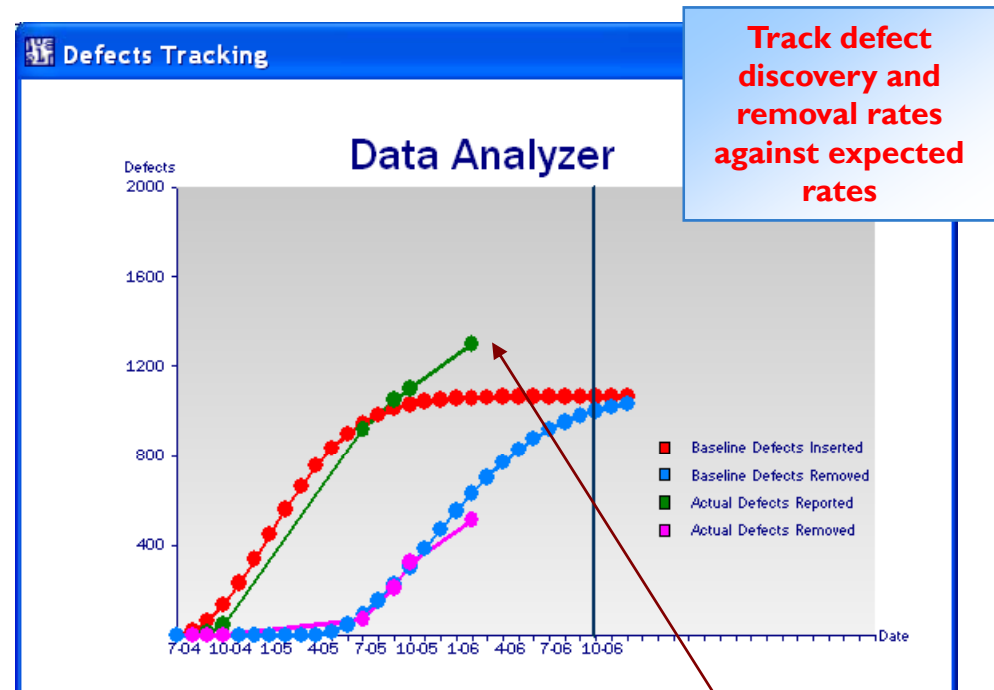 Defects Tracking
Track defect
discovery and
removal rates
against expected
rates
Data Analyzer
Defects
2000
1600
1200
800
400
Baseline Defects Inserted
Baseline Defects Removed
Actual Defects Reported
Actual Defects Removed
Date
7-04 10-04 1-05 4-05 7-05 10-05 1-06 4-06 7-06 10-06